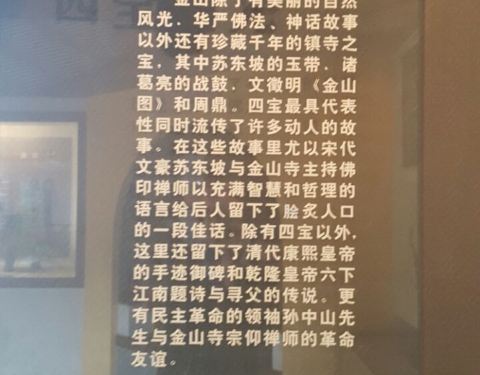 金山除了有美丽的自然
风光．华严佛法、神话故事
以外还有珍藏千年的镇寺之
宝，其中苏东坡的玉带．诸
葛亮的战鼓．文徵明《金山
图》和周鼎。四宝最具代表
性同时流传了许多动人的故
事。在这些故事里尤以宋代
文豪苏东坡与金山寺主持佛
印禅师以充满智慧和哲理的
语言给后人留下了脍炙人口
的一段佳话。除有四宝以外，
这里还留下了清代康熙皇帝
的手迹御碑和乾隆皇帝六下
江南题诗与寻父的传说。更
有民主革命的领袖孙中山先
生与金山寺宗仰禅师的革命
友谊。